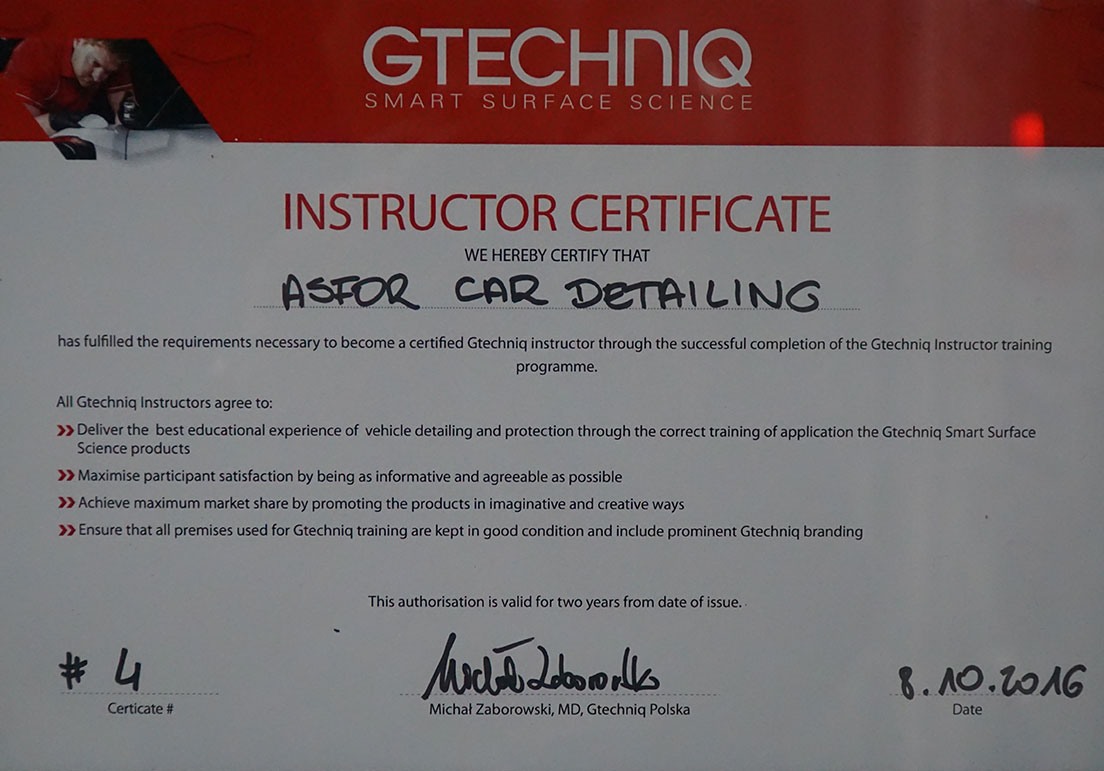 GTECHNIQ
SMART SURFACE SCIENCE
INSTRUCTOR CERTIFICATE
WE HEREBY CERTIFY THAT
ASFOR CAR DETAILING
has fulfilled the requirements necessary to become a certified Gtechniq instructor through the successful completion of the Gtechniq Instructor training
programme.
All Gtechniq Instructors agree to:
Deliver the best educational experience of vehicle detailing and protection through the correct training of application the Gtechniq Smart Surface
Science products
Maximise participant satisfaction by being as informative and agreeable as possible
Achieve maximum market share by promoting the products in imaginative and creative ways
Ensure that all premises used for Gtechniq training are kept in good condition and include prominent Gtechniq branding
This authorisation is valid for two years from date of issue.
# 4 Michał Zaborowski 8.10.2016
Certicate # Michał Zaborowski, MD, Gtechniq Polska Date